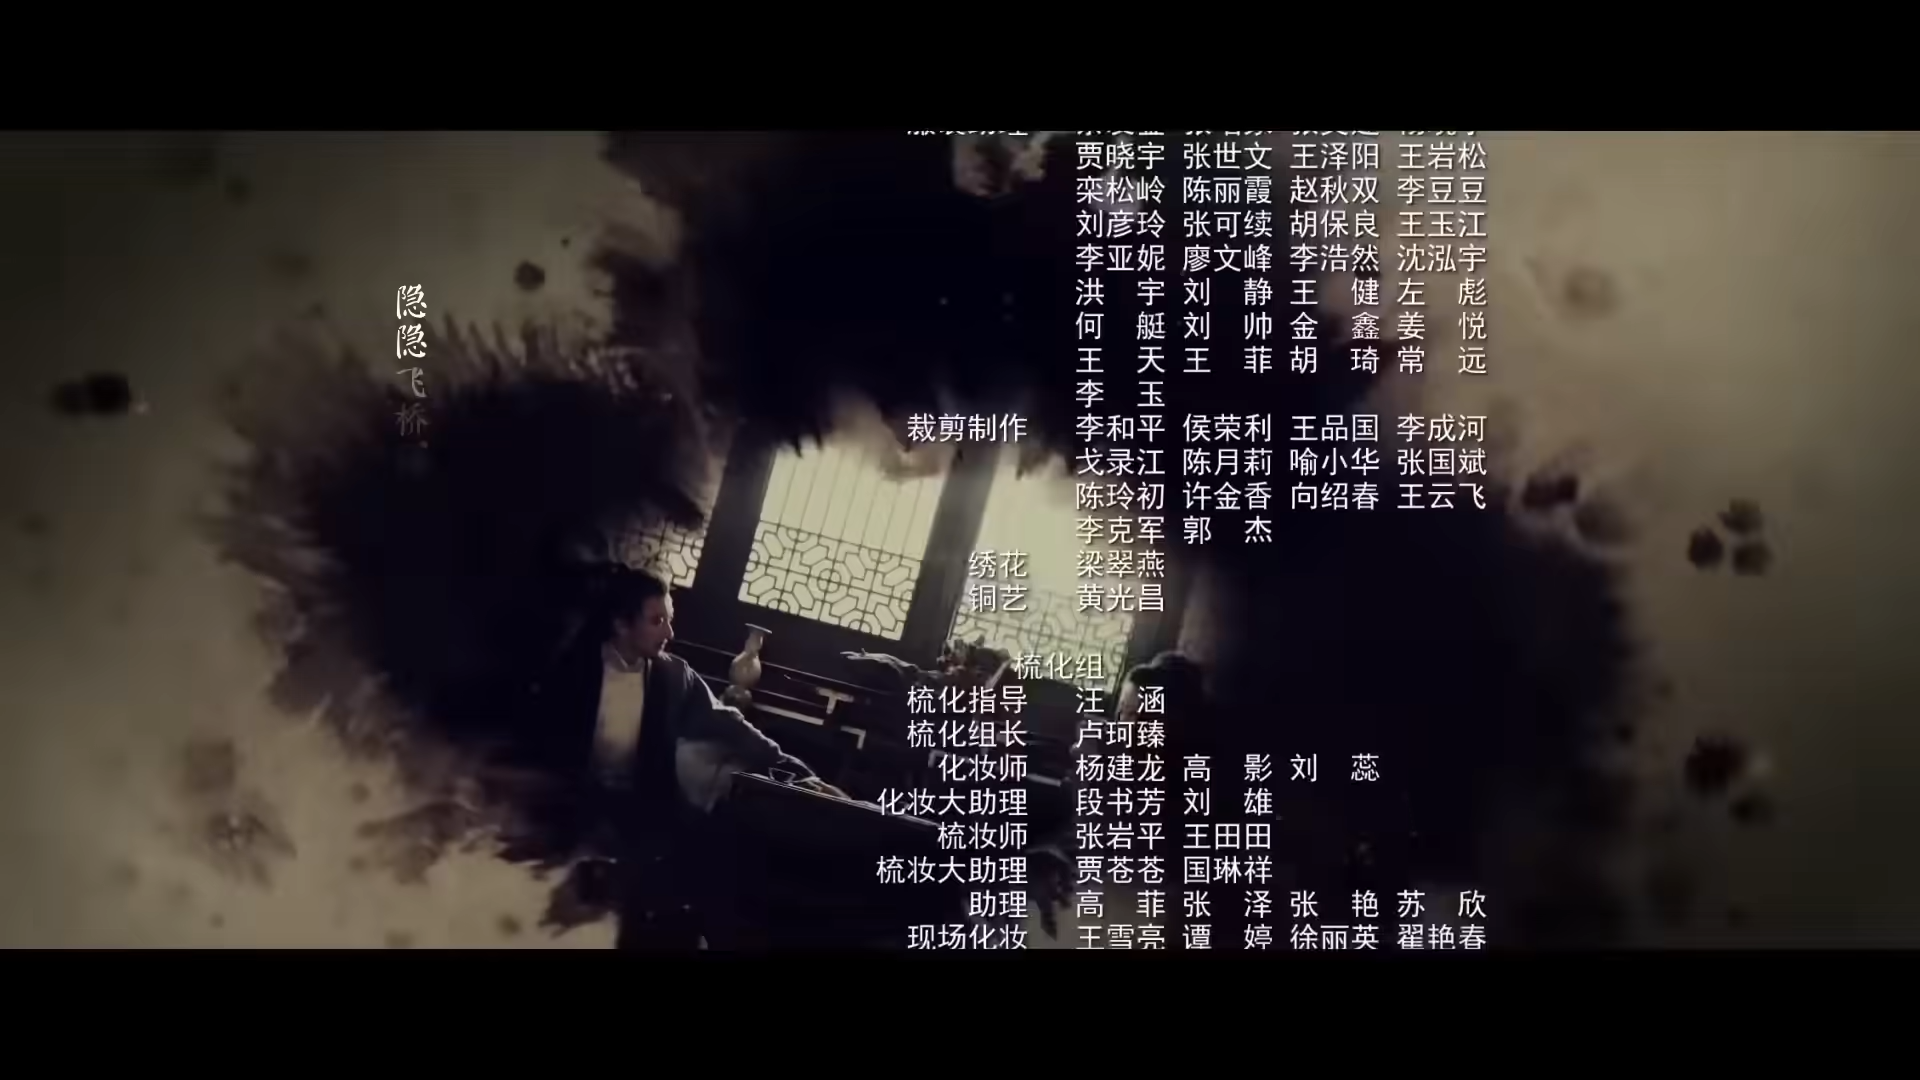 隐隐飞桥
贾晓宇 张世文 王泽阳 王岩松
栾松岭 陈丽霞 赵秋双 李豆豆
刘彦玲 张可续 胡保良 王玉江
李亚妮 廖文峰 李浩然 沈泓宇
洪 宇 刘 静 王 健 左 彪
何 艇 刘 帅 金 鑫 姜 悦
王 天 王 菲 胡 琦 常 远
李 玉
裁剪制作 李和平 侯荣利 王品国 李成河
戈录江 陈月莉 喻小华 张国斌
陈玲初 许金香 向绍春 王云飞
李克军 郭 杰
绣花 梁翠燕
铜艺 黄光昌
梳化组
梳化指导 汪 涵
梳化组长 卢珂臻
化妆师 杨建龙 高 影 刘 蕊
化妆大助理 段书芳 刘 雄
梳妆师 张岩平 王田田
梳妆大助理 贾苍苍 国琳祥
助理 高 菲 张 泽 张 艳 苏 欣
现场化妆 王雪亮 谭 婷 徐丽英 翟艳春